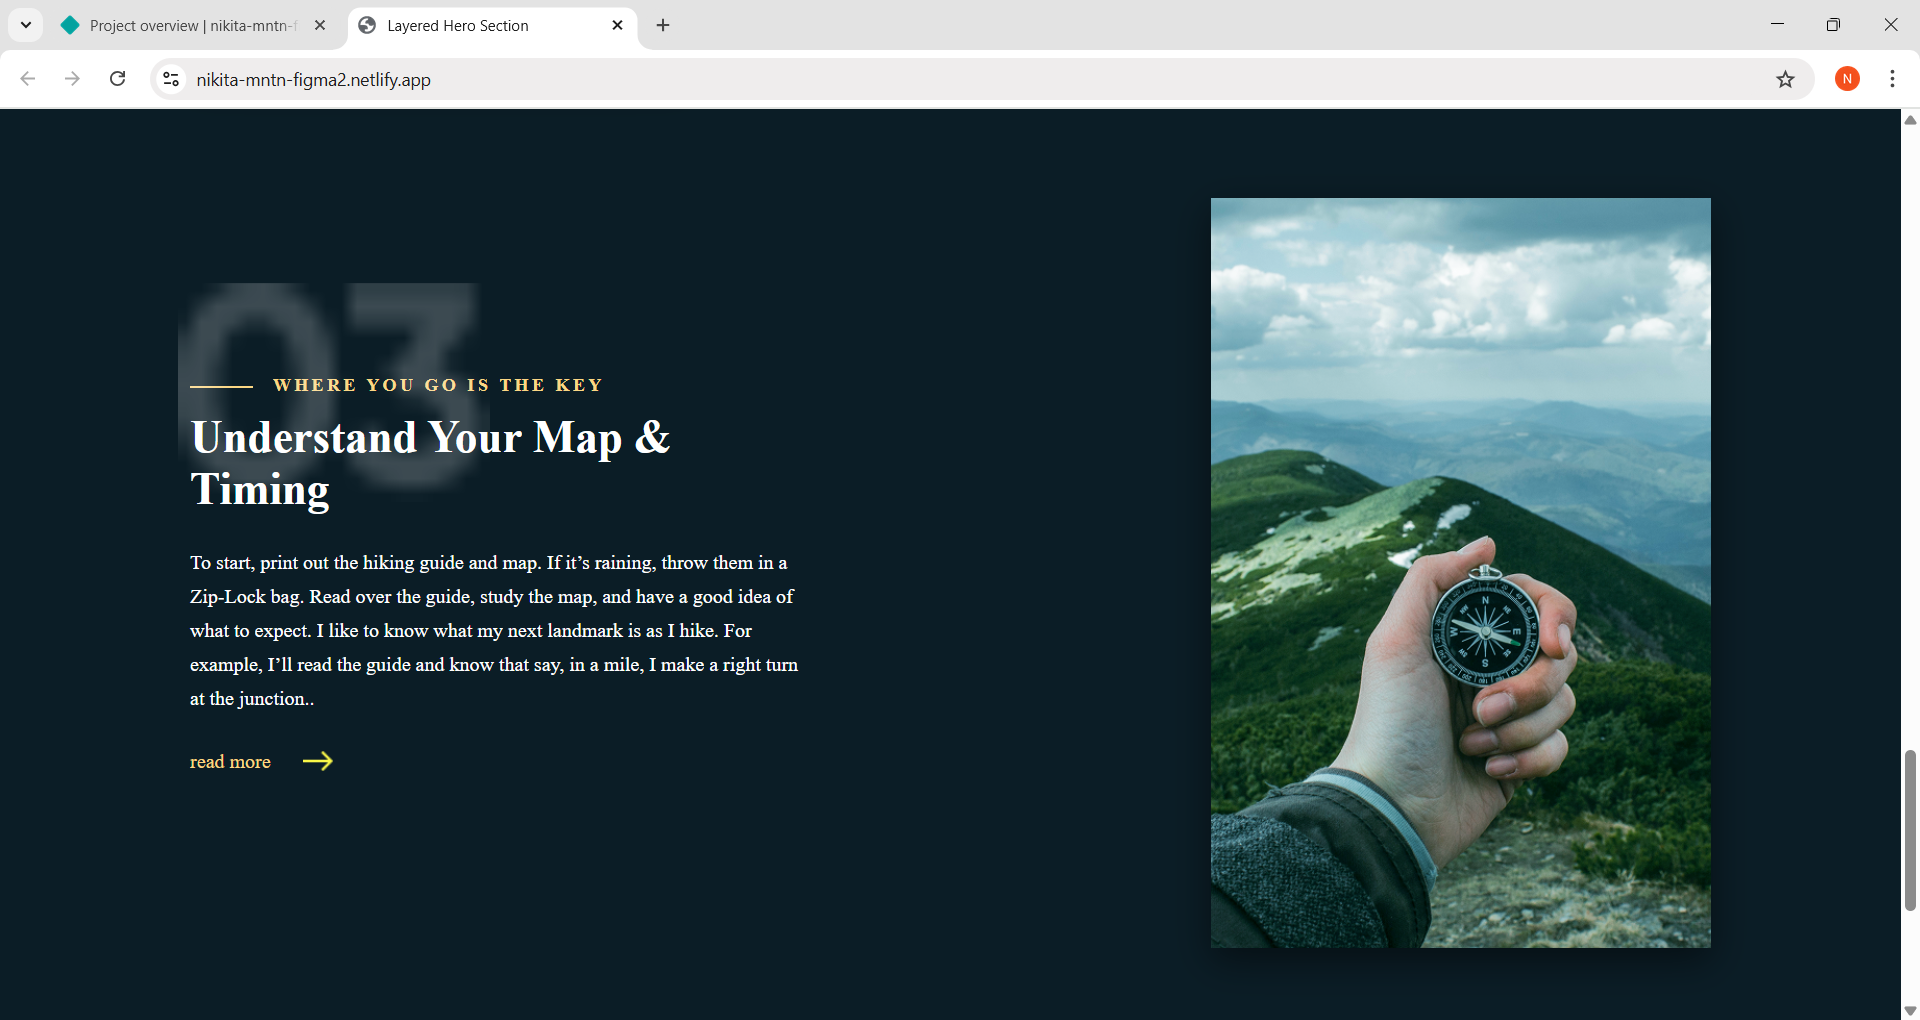 Project overview | nikita-mntn-f
Layered Hero Section
nikita-mntn-figma2.netlify.app
N
03
WHERE YOU GO IS THE KEY
Understand Your Map &
Timing
To start, print out the hiking guide and map. If it’s raining, throw them in a
Zip-Lock bag. Read over the guide, study the map, and have a good idea of
what to expect. I like to know what my next landmark is as I hike. For
example, I’ll read the guide and know that say, in a mile, I make a right turn
at the junction..
read more
N
NE
E
SE
S
SW
W
NW